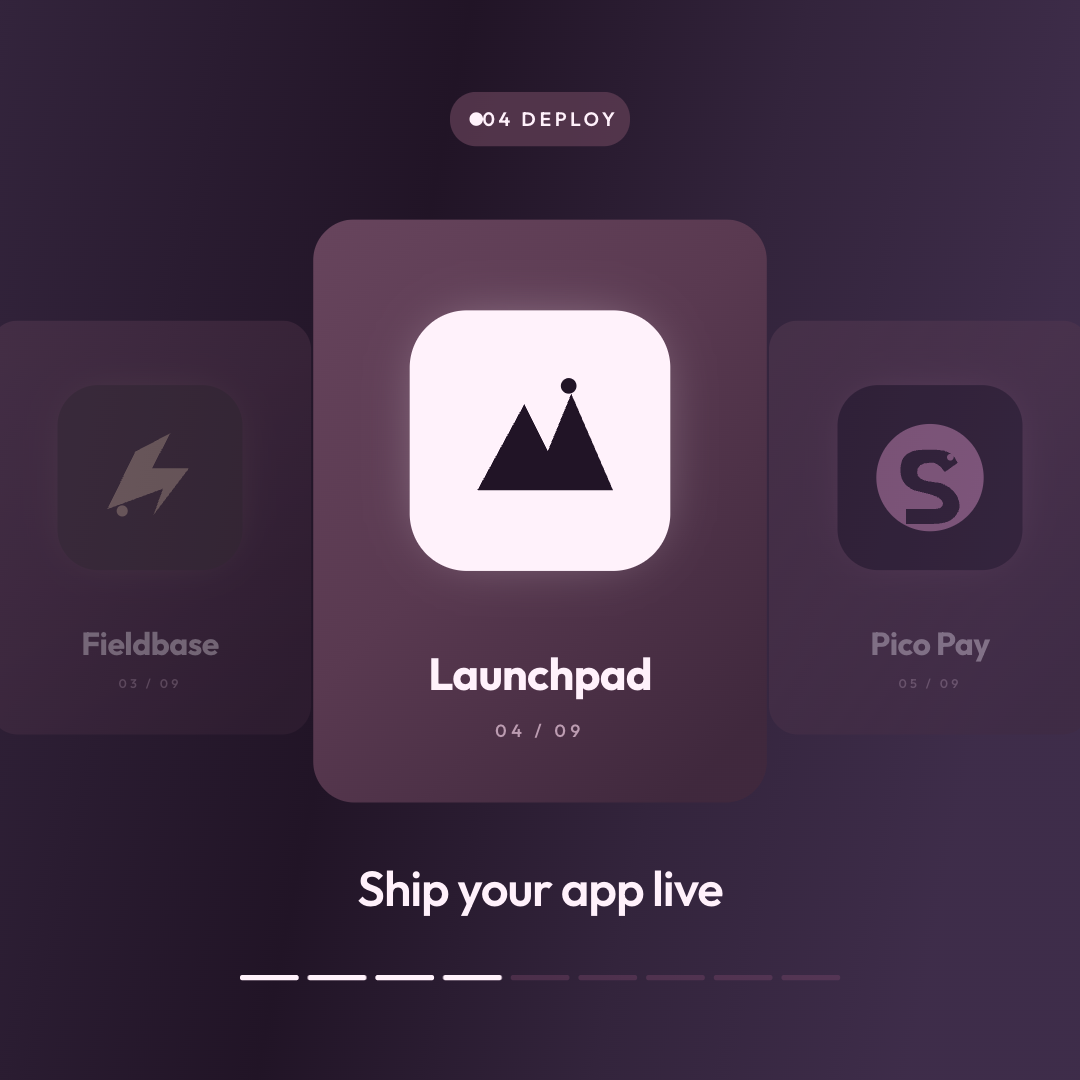 04 DEPLOY
Fieldbase
03 / 09
Launchpad
04 / 09
Pico Pay
05 / 09
Ship your app live